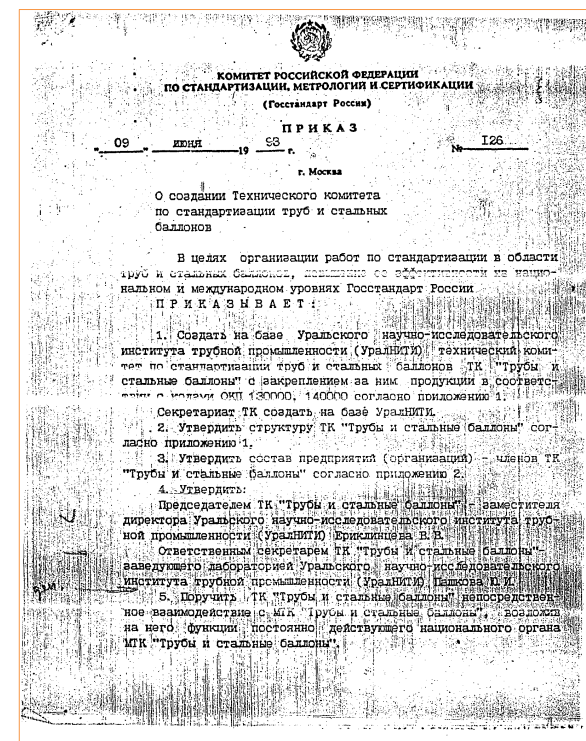 КОМИТЕТ РОССИЙСКОЙ ФЕДЕРАЦИИ
ПО СТАНДАРТИЗАЦИИ, МЕТРОЛОГИИ И СЕРТИФИКАЦИИ
(Госстандарт России)
ПРИКАЗ
" 09 " июня 19 93 г. № 126
г. Москва
О создании Технического комитета
по стандартизации труб и стальных
баллонов
В целях организации работ по стандартизации в области
труб и стальных баллонов, повышения ее эффективности на нацио-
нальном и международном уровнях Госстандарт России
ПРИКАЗЫВАЕТ:
1. Создать на базе Уральского научно-исследовательского
института трубной промышленности (УралНИТИ) технический коми-
тет по стандартизации труб и стальных баллонов ТК "Трубы и
стальные баллоны" с закреплением за ним продукции в соответс-
твии с кодами ОКП 130000, 140000 согласно приложению 1.
Секретариат ТК создать на базе УралНИТИ.
2. Утвердить структуру ТК "Трубы и стальные баллоны" сог-
ласно приложению 1.
3. Утвердить состав предприятий (организаций) - членов ТК
"Трубы и стальные баллоны" согласно приложению 2.
4. Утвердить:
Председателем ТК "Трубы и стальные баллоны" - заместителя
директора Уральского научно-исследовательского института труб-
ной промышленности (УралНИТИ) Ериклинцева В.В.
Ответственным секретарем ТК "Трубы и стальные баллоны"-
заведующего лабораторией Уральского научно-исследовательского
института трубной промышленности (УралНИТИ) Пашкова Ю.И.
5. Поручить ТК "Трубы и стальные баллоны" непосредствен-
ное взаимодействие с МТК "Трубы и стальные баллоны", возложив
на него функции постоянно действующего национального органа
МТК "Трубы и стальные баллоны".